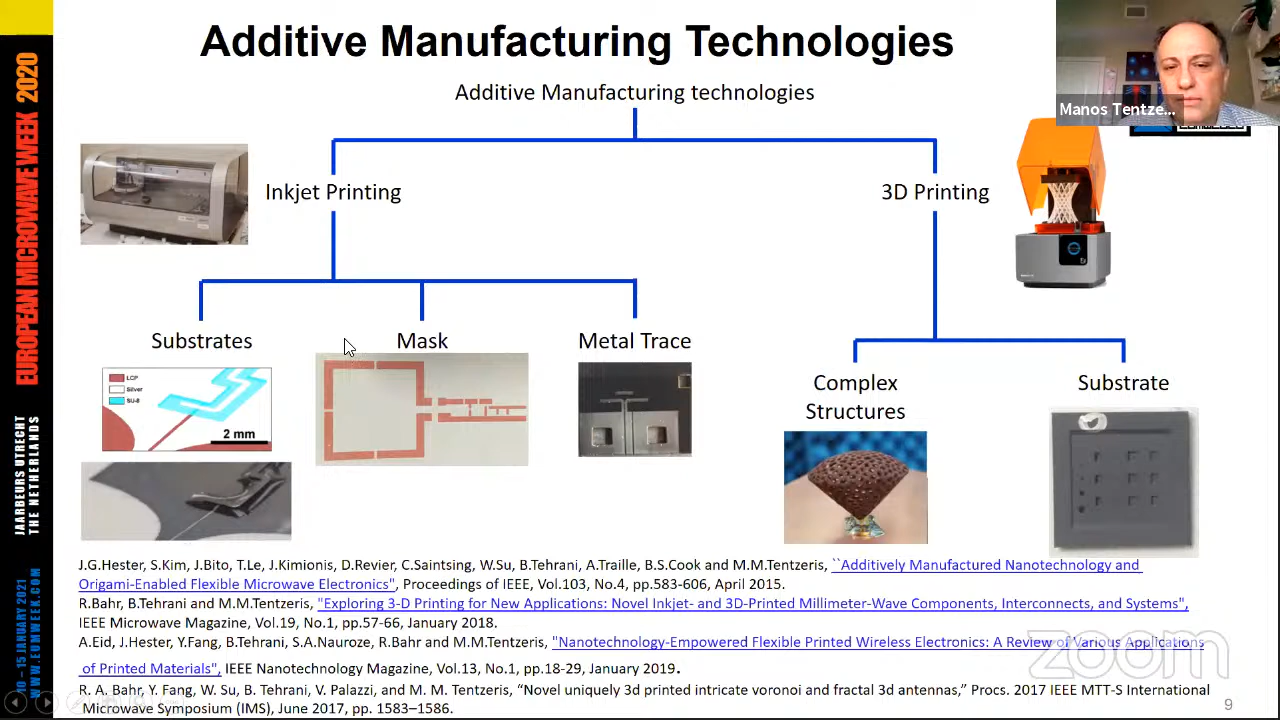 Additive Manufacturing Technologies
Additive Manufacturing technologies
Manos Tentze...
Inkjet Printing
3D Printing
Substrates
Mask
Metal Trace
Complex
Structures
Substrate
LCP
Silver
SU-8
2 mm
J.G.Hester, S.Kim, J.Bito, T.Le, J.Kimionis, D.Revier, C.Saintsing, W.Su, B.Tehrani, A.Traille, B.S.Cook and M.M.Tentzeris, ``Additively Manufactured Nanotechnology and
Origami-Enabled Flexible Microwave Electronics", Proceedings of IEEE, Vol.103, No.4, pp.583-606, April 2015.
R.Bahr, B.Tehrani and M.M.Tentzeris, "Exploring 3-D Printing for New Applications: Novel Inkjet- and 3D-Printed Millimeter-Wave Components, Interconnects, and Systems",
IEEE Microwave Magazine, Vol.19, No.1, pp.57-66, January 2018.
A.Eid, J.Hester, Y.Fang, B.Tehrani, S.A.Nauroze, R.Bahr and M.M.Tentzeris, "Nanotechnology-Empowered Flexible Printed Wireless Electronics: A Review of Various Applications
of Printed Materials", IEEE Nanotechnology Magazine, Vol.13, No.1, pp.18-29, January 2019.
R. A. Bahr, Y. Fang, W. Su, B. Tehrani, V. Palazzi, and M. M. Tentzeris, “Novel uniquely 3d printed intricate voronoi and fractal 3d antennas,” Procs. 2017 IEEE MTT-S International
Microwave Symposium (IMS), June 2017, pp. 1583–1586.
zoom
9
EUROPEAN MICROWAVE WEEK 2020
JAARBEURS UTRECHT
THE NETHERLANDS
10 – 15 JANUARY 2021
WWW.EUMWEEK.COM